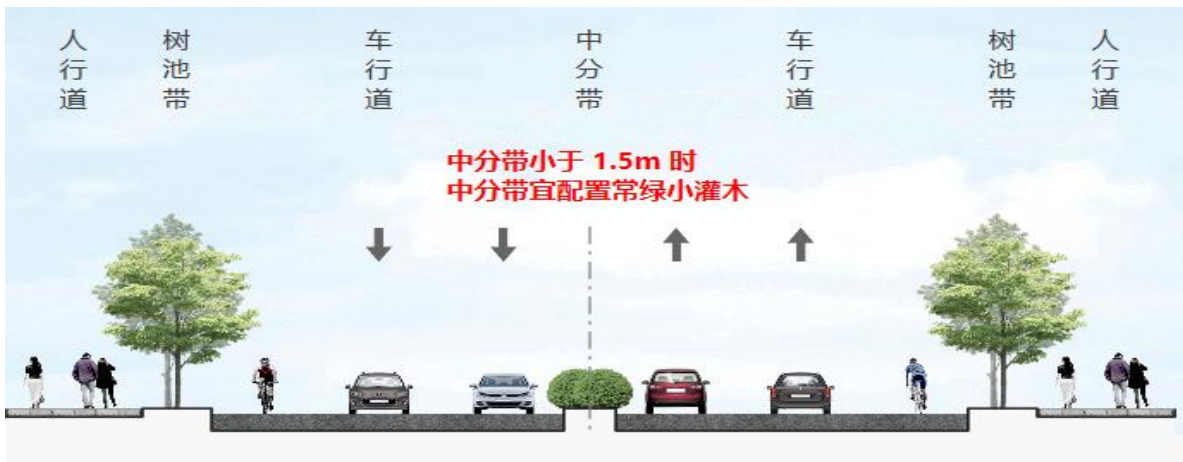 人行道
树池带
车行道
中分带
车行道
树池带
人行道
中分带小于 1.5m 时
中分带宜配置常绿小灌木